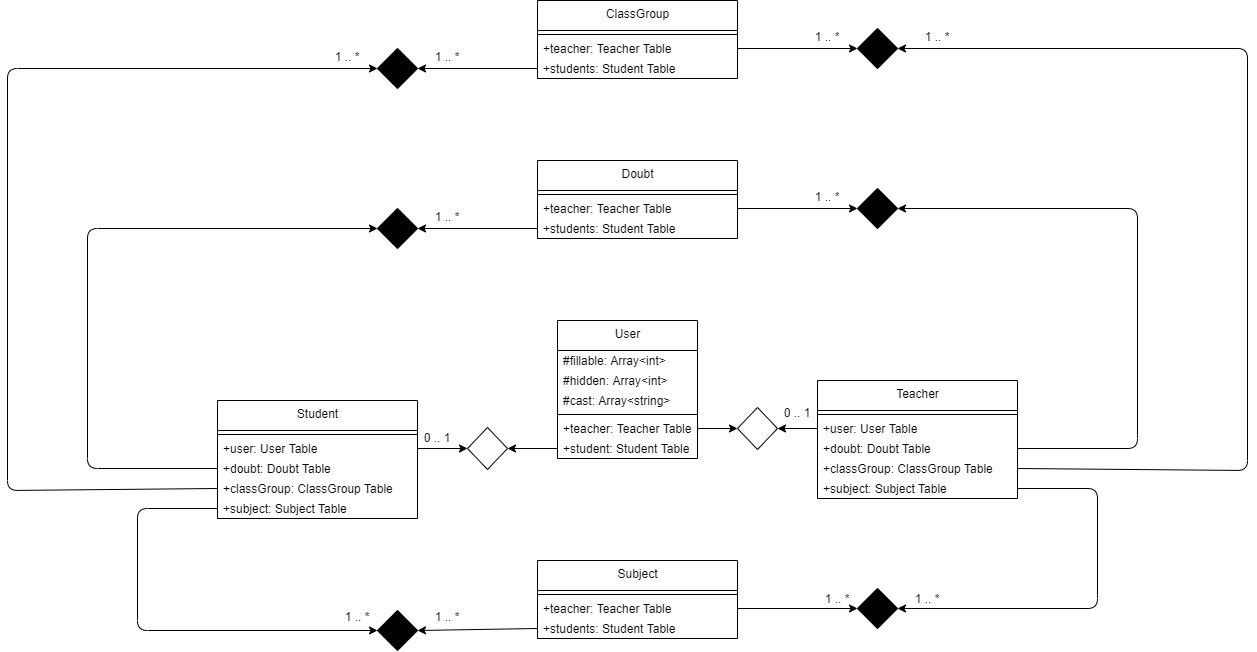 ClassGroup
1 .. *
1 .. *
1 .. *
1 .. *
+teacher: Teacher Table
+students: Student Table
Doubt
1 .. *
1 .. *
+teacher: Teacher Table
+students: Student Table
User
#fillable: Array<int>
#hidden: Array<int>
#cast: Array<string>
+teacher: Teacher Table
+student: Student Table
Student
0 .. 1
+user: User Table
+doubt: Doubt Table
+classGroup: ClassGroup Table
+subject: Subject Table
Teacher
0 .. 1
+user: User Table
+doubt: Doubt Table
+classGroup: ClassGroup Table
+subject: Subject Table
Subject
1 .. *
1 .. *
1 .. *
1 .. *
+teacher: Teacher Table
+students: Student Table